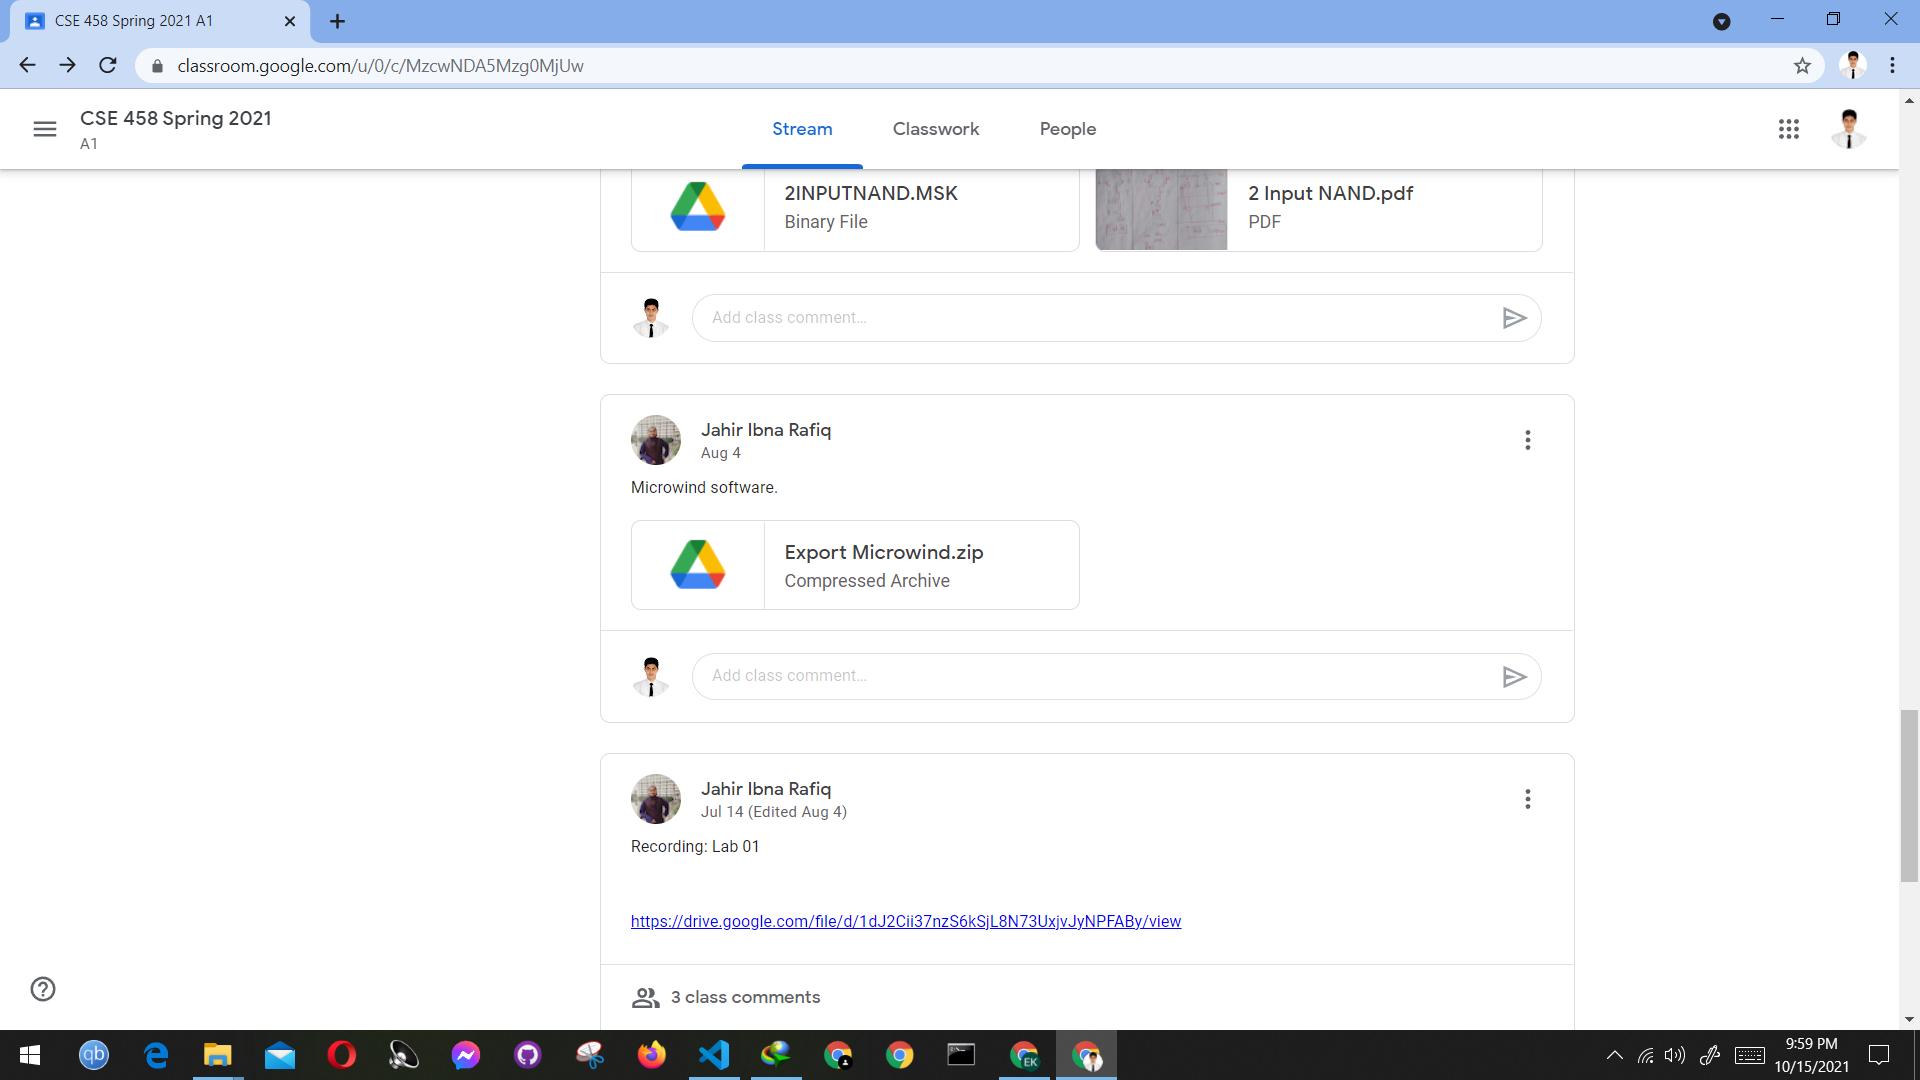 CSE 458 Spring 2021 A1
classroom.google.com/u/0/c/MzcwNDA5Mzg0MjUw
CSE 458 Spring 2021
A1
Stream
Classwork
People
2INPUTNAND.MSK
Binary File
2 Input NAND.pdf
PDF
Add class comment...
Jahir Ibna Rafiq
Aug 4
Microwind software.
Export Microwind.zip
Compressed Archive
Add class comment...
Jahir Ibna Rafiq
Jul 14 (Edited Aug 4)
Recording: Lab 01
https://drive.google.com/file/d/1dJ2Cii37nzS6kSjL8N73UxjvJyNPFABy/view
3 class comments
qb
EK
9:59 PM
10/15/2021